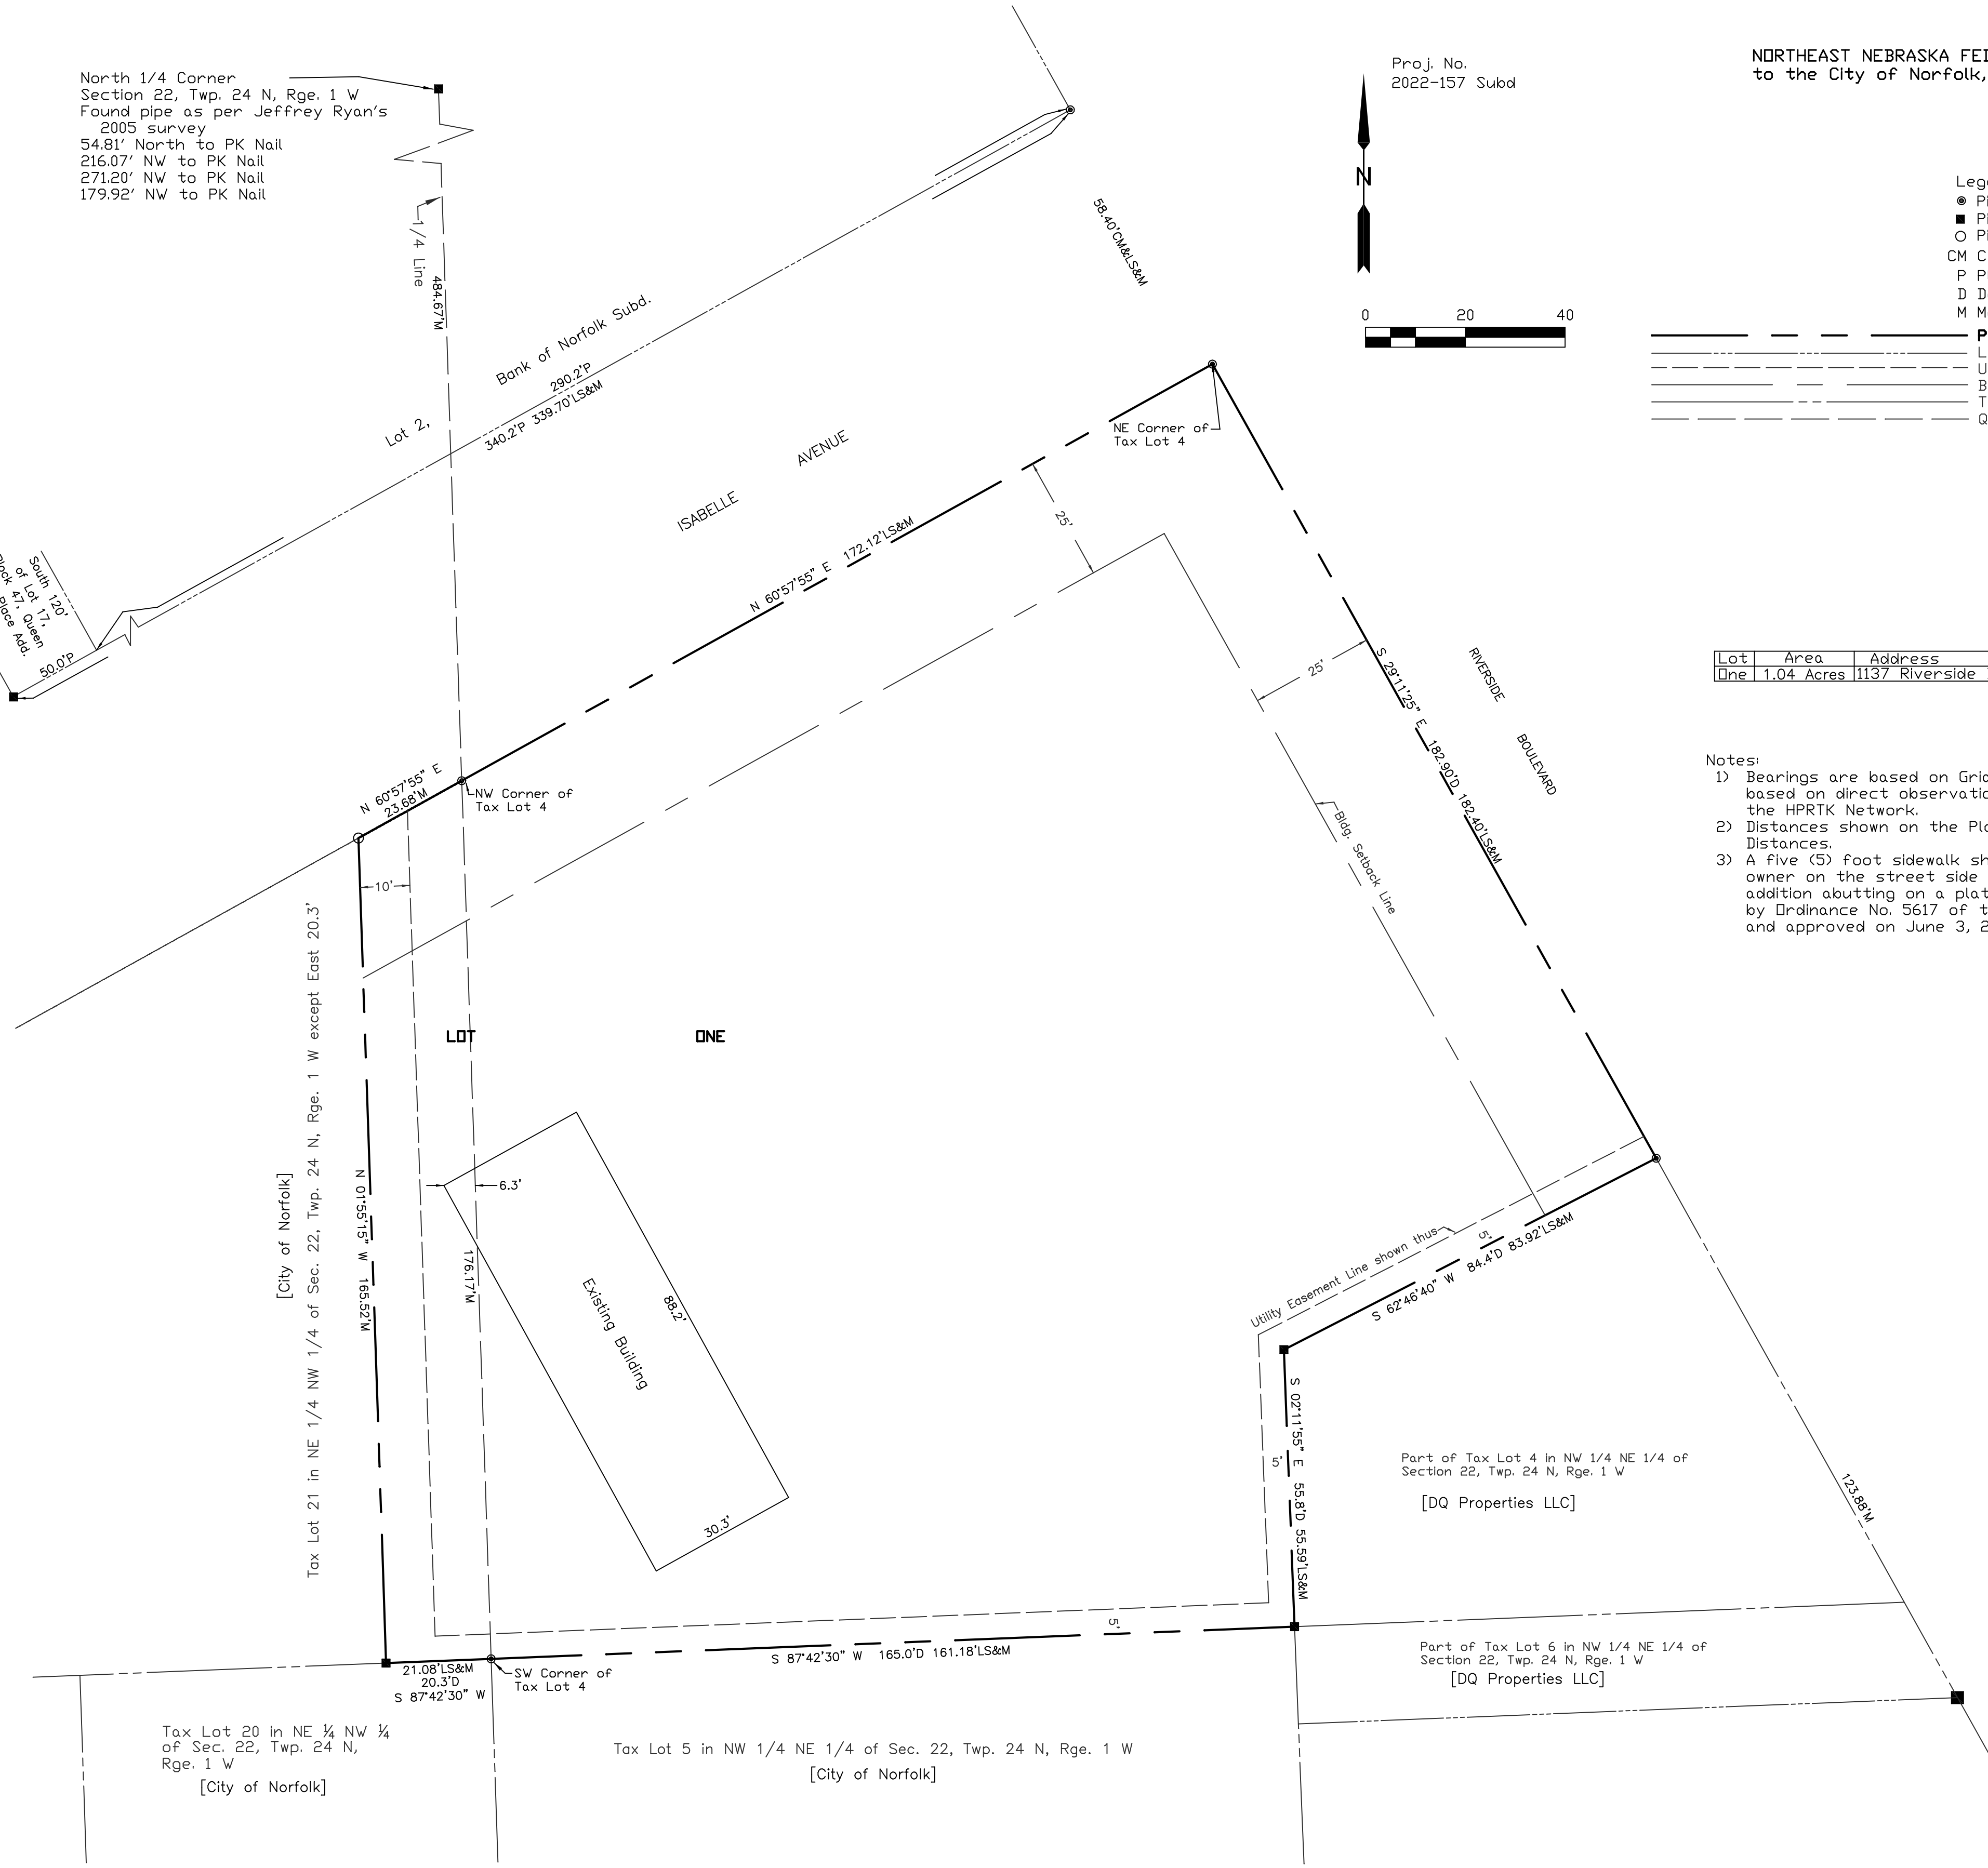 North 1/4 Corner
Section 22, Twp. 24 N, Rge. 1 W
Found pipe as per Jeffrey Ryan's
2005 survey
54.81' North to PK Nail
216.07' NW to PK Nail
271.20' NW to PK Nail
179.92' NW to PK Nail
1/4 Line
484.67'M
Proj. No.
2022-157 Subd
N
0 20 40
NORTHEAST NEBRASKA FE
to the City of Norfolk,
Leg
P
P
P
CM C
P P
D D
M M
P
L
U
B
T
Q
58.40'CM&LS&M
Lot 2,
Bank of Norfolk Subd.
290.2'P
340.2'P 339.70'LS&M
ISABELLE
AVENUE
NE Corner of
Tax Lot 4
25'
N 60°57'55" E 172.12'LS&M
South 120'
of Lot 17,
47, Queen
Place Add.
50.0'P
N 60°57'55" E
23.68'M
NW Corner of
Tax Lot 4
10'
25'
S 29°11'25" E 182.90'D 182.40'LS&M
RIVERSIDE
BOULEVARD
Bldg. Setback Line
Lot Area Address
One 1.04 Acres 1137 Riverside
Notes:
1) Bearings are based on Grid
based on direct observatio
the HPRTK Network.
2) Distances shown on the Pla
Distances.
3) A five (5) foot sidewalk sh
owner on the street side
addition abutting on a plat
by Ordinance No. 5617 of t
and approved on June 3, 2
LOT
ONE
[City of Norfolk]
Tax Lot 21 in NE 1/4 NW 1/4 of Sec. 22, Twp. 24 N, Rge. 1 W except East 20.3'
N 01°55'15" W 165.52'M
6.3'
176.17'M
Existing Building
88.2'
30.3'
Utility Easement Line shown thus
5'
S 62°46'40" W 84.4'D 83.92'LS&M
S 02°11'55" E 55.8'D 55.59'LS&M
5'
Part of Tax Lot 4 in NW 1/4 NE 1/4 of
Section 22, Twp. 24 N, Rge. 1 W
[DQ Properties LLC]
123.88'M
5'
S 87°42'30" W 165.0'D 161.18'LS&M
21.08'LS&M
20.3'D
S 87°42'30" W
SW Corner of
Tax Lot 4
Part of Tax Lot 6 in NW 1/4 NE 1/4 of
Section 22, Twp. 24 N, Rge. 1 W
[DQ Properties LLC]
Tax Lot 20 in NE ¼ NW ¼
of Sec. 22, Twp. 24 N,
Rge. 1 W
[City of Norfolk]
Tax Lot 5 in NW 1/4 NE 1/4 of Sec. 22, Twp. 24 N, Rge. 1 W
[City of Norfolk]